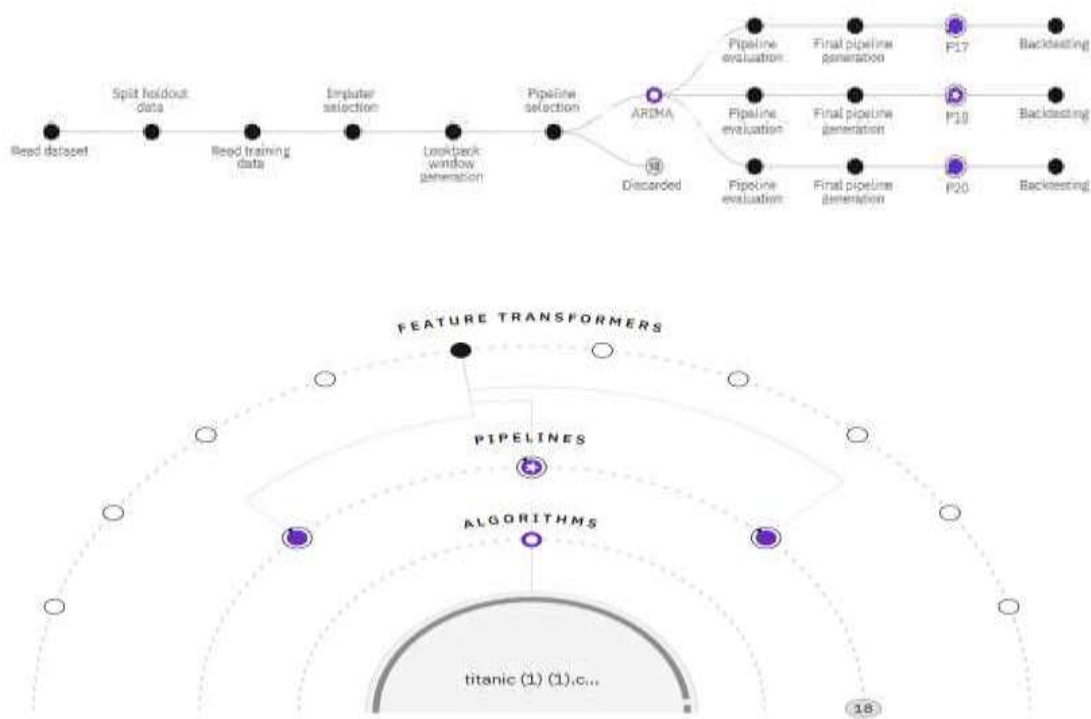 Pipeline
evaluation
Final pipeline
generation
P17
Backtesting
Split holdout
data
Imputer
selection
Pipeline
selection
ARIMA
Pipeline
evaluation
Final pipeline
generation
P18
Backtesting
Read dataset
Read training
data
Lookback
window
generation
Discarded
Pipeline
evaluation
Final pipeline
generation
P20
Backtesting
FEATURE TRANSFORMERS
PIPELINES
ALGORITHMS
titanic (1) (1).c...
18